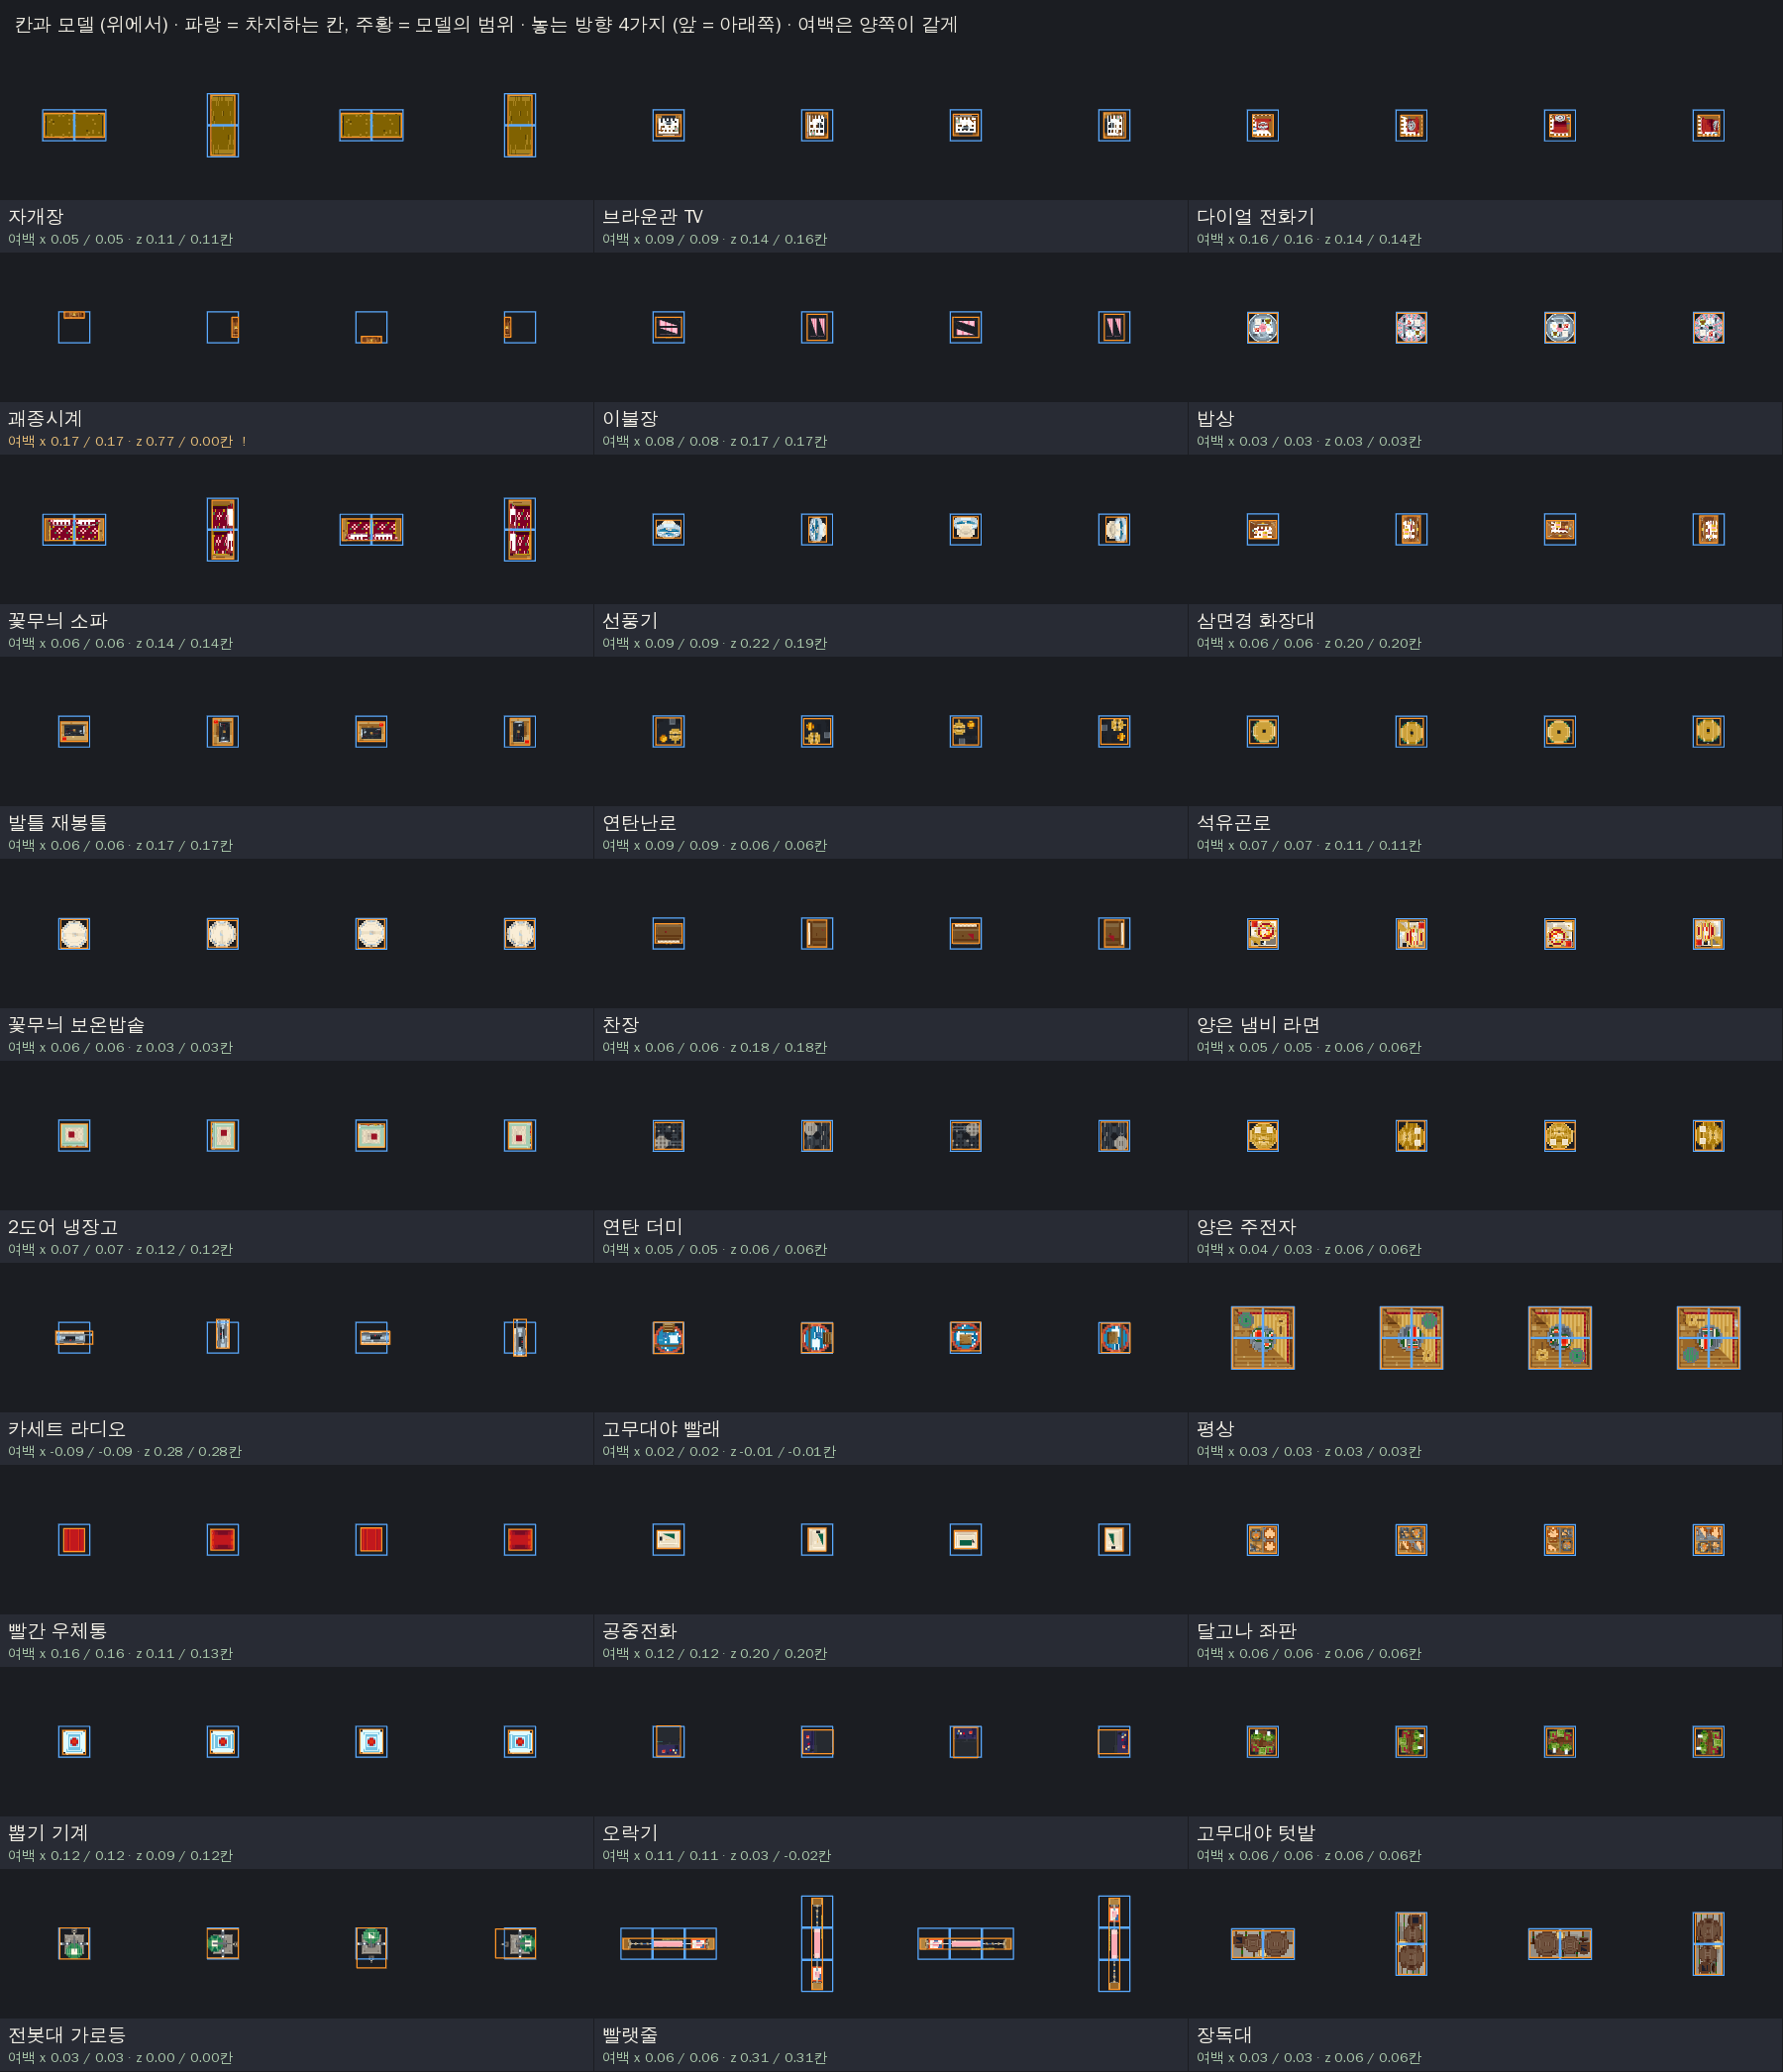 칸과 모델 (위에서) · 파랑 = 차지하는 칸, 주황 = 모델의 범위 · 놓는 방향 4가지 (앞 = 아래쪽) · 여백은 양쪽이 같게
자개장
여백 x 0.05 / 0.05 · z 0.11 / 0.11칸
브라운관 TV
여백 x 0.09 / 0.09 · z 0.14 / 0.16칸
다이얼 전화기
여백 x 0.16 / 0.16 · z 0.14 / 0.14칸
괘종시계
여백 x 0.17 / 0.17 · z 0.77 / 0.00칸 !
이불장
여백 x 0.08 / 0.08 · z 0.17 / 0.17칸
밥상
여백 x 0.03 / 0.03 · z 0.03 / 0.03칸
꽃무늬 소파
여백 x 0.06 / 0.06 · z 0.14 / 0.14칸
선풍기
여백 x 0.09 / 0.09 · z 0.22 / 0.19칸
삼면경 화장대
여백 x 0.06 / 0.06 · z 0.20 / 0.20칸
발틀 재봉틀
여백 x 0.06 / 0.06 · z 0.17 / 0.17칸
연탄난로
여백 x 0.09 / 0.09 · z 0.06 / 0.06칸
석유곤로
여백 x 0.07 / 0.07 · z 0.11 / 0.11칸
꽃무늬 보온밥솥
여백 x 0.06 / 0.06 · z 0.03 / 0.03칸
찬장
여백 x 0.06 / 0.06 · z 0.18 / 0.18칸
양은 냄비 라면
여백 x 0.05 / 0.05 · z 0.06 / 0.06칸
2도어 냉장고
여백 x 0.07 / 0.07 · z 0.12 / 0.12칸
연탄 더미
여백 x 0.05 / 0.05 · z 0.06 / 0.06칸
양은 주전자
여백 x 0.04 / 0.03 · z 0.06 / 0.06칸
카세트 라디오
여백 x -0.09 / -0.09 · z 0.28 / 0.28칸
고무대야 빨래
여백 x 0.02 / 0.02 · z -0.01 / -0.01칸
평상
여백 x 0.03 / 0.03 · z 0.03 / 0.03칸
빨간 우체통
여백 x 0.16 / 0.16 · z 0.11 / 0.13칸
공중전화
여백 x 0.12 / 0.12 · z 0.20 / 0.20칸
달고나 좌판
여백 x 0.06 / 0.06 · z 0.06 / 0.06칸
뽑기 기계
여백 x 0.12 / 0.12 · z 0.09 / 0.12칸
오락기
여백 x 0.11 / 0.11 · z 0.03 / -0.02칸
고무대야 텃밭
여백 x 0.06 / 0.06 · z 0.06 / 0.06칸
전봇대 가로등
여백 x 0.03 / 0.03 · z 0.00 / 0.00칸
빨랫줄
여백 x 0.06 / 0.06 · z 0.31 / 0.31칸
장독대
여백 x 0.03 / 0.03 · z 0.06 / 0.06칸